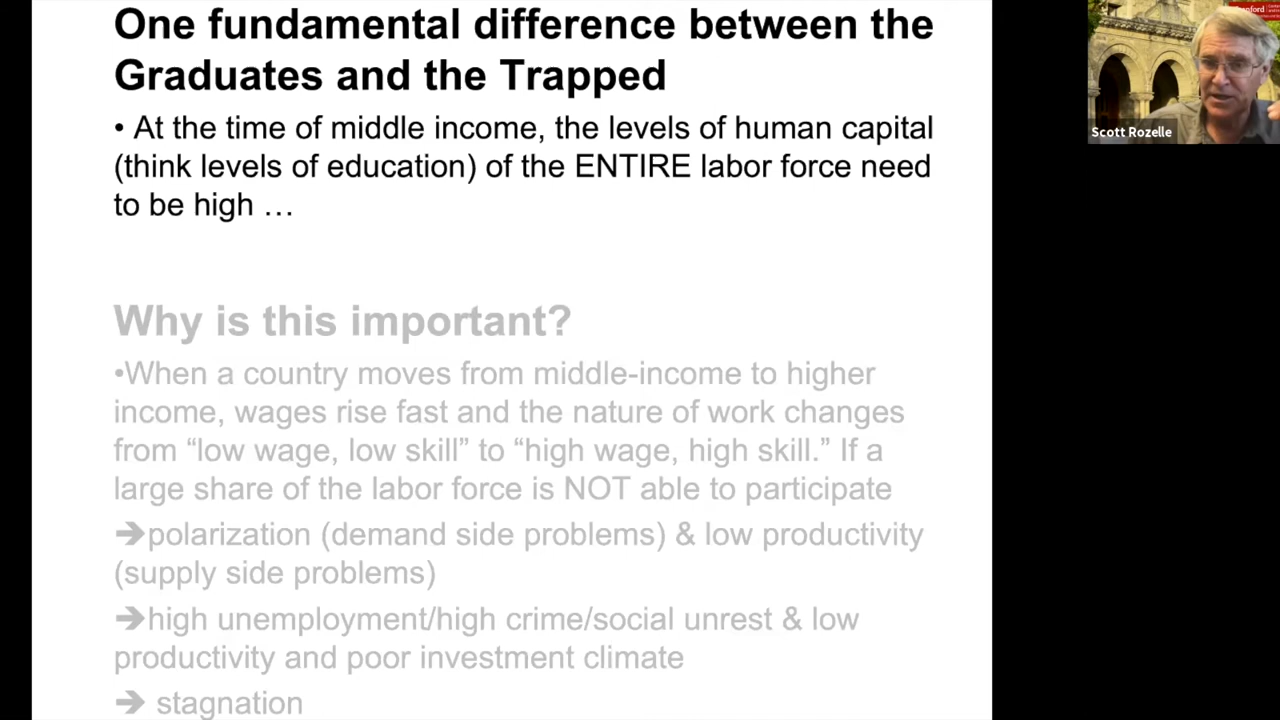 One fundamental difference between the
Graduates and the Trapped
• At the time of middle income, the levels of human capital
(think levels of education) of the ENTIRE labor force need
to be high …
Why is this important?
•When a country moves from middle-income to higher
income, wages rise fast and the nature of work changes
from “low wage, low skill” to “high wage, high skill.” If a
large share of the labor force is NOT able to participate
➔polarization (demand side problems) & low productivity
(supply side problems)
➔high unemployment/high crime/social unrest & low
productivity and poor investment climate
➔ stagnation
Scott Rozelle